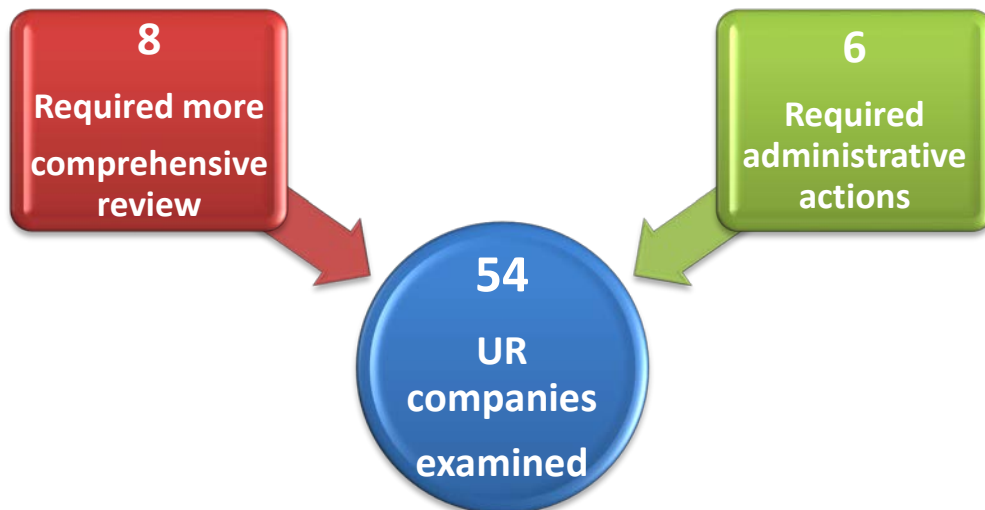 8
Required more
comprehensive
review
6
Required
administrative
actions
54
UR
companies
examined